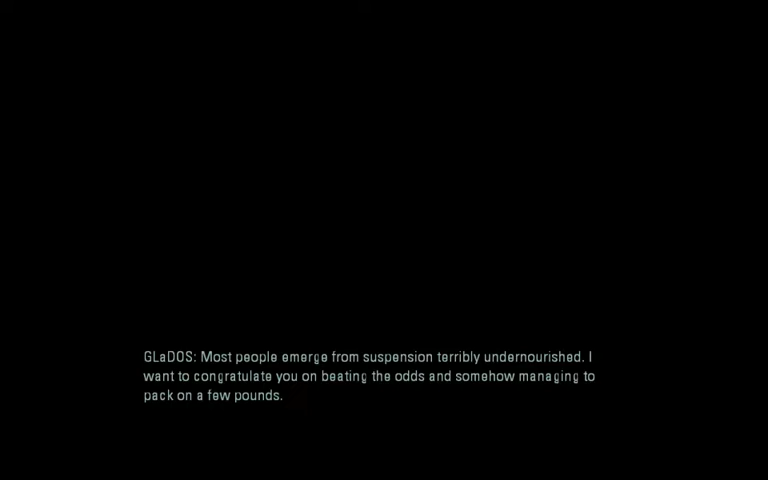 GLaDOS: Most people emerge from suspension terribly undernourished. I
want to congratulate you on beating the odds and somehow managing to
pack on a few pounds.